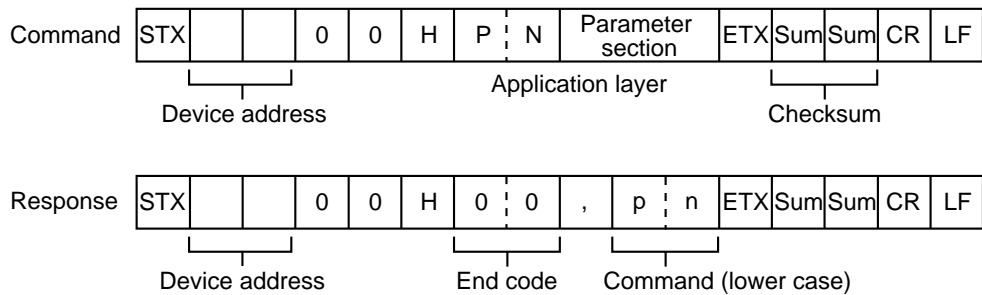 Command STX 0 0 H P N Parameter section ETX Sum Sum CR LF
Application layer
Device address Checksum
Response STX 0 0 H 0 0 , p n ETX Sum Sum CR LF
Device address End code Command (lower case)